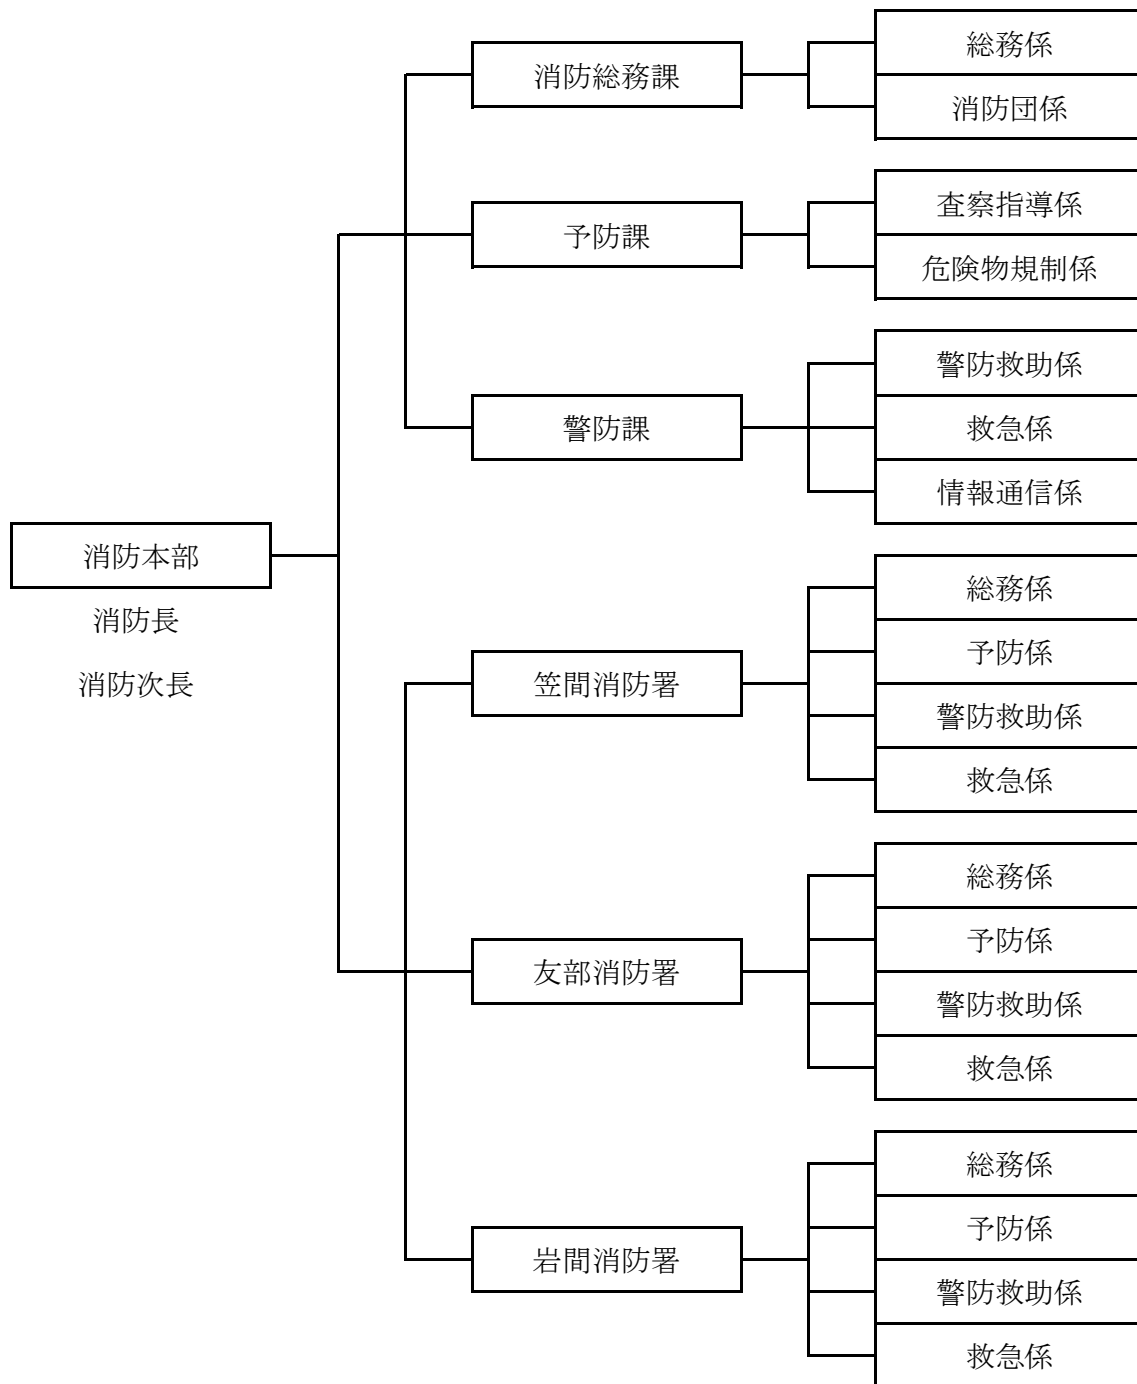 消防本部
消防長
消防次長
消防総務課
総務係
消防団係
予防課
査察指導係
危険物規制係
警防課
警防救助係
救急係
情報通信係
笠間消防署
総務係
予防係
警防救助係
救急係
友部消防署
総務係
予防係
警防救助係
救急係
岩間消防署
総務係
予防係
警防救助係
救急係